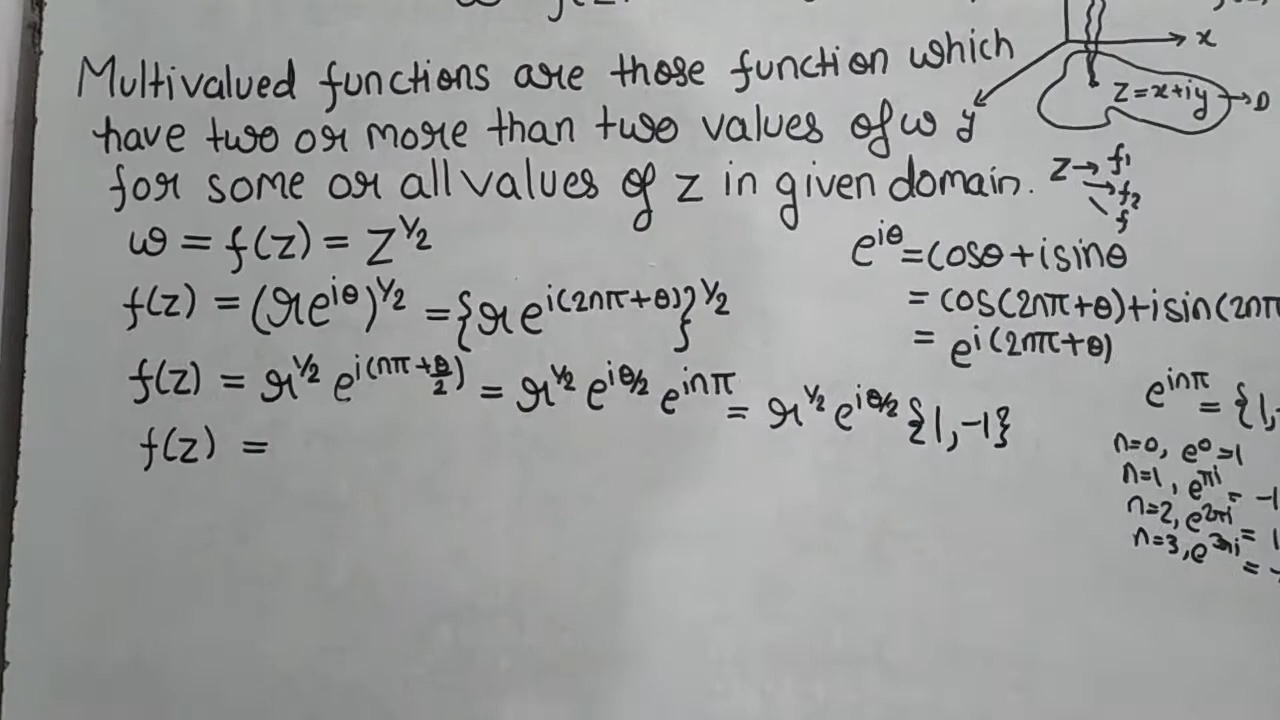 Multivalued functions are those function which
have two or more than two values of w
for some or all values of z in given domain.
w = f(z) = z^1/2
f(z) = (re^iθ)^1/2 = {re^i(2nπ+θ)}^1/2
f(z) = r^1/2 e^i(nπ+θ/2) = r^1/2 e^iθ/2 e^inπ = r^1/2 e^iθ/2 {1,-1}
f(z) =
x
y
z=x+iy → D
z → f1
→ f2
f
e^iθ = cosθ+isinθ
= cos(2nπ+θ)+isin(2nπ
= e^i(2nπ+θ)
e^inπ = {1,
n=0, e^0=1
n=1, e^πi = -1
n=2, e^2πi = 1
n=3, e^3πi = -